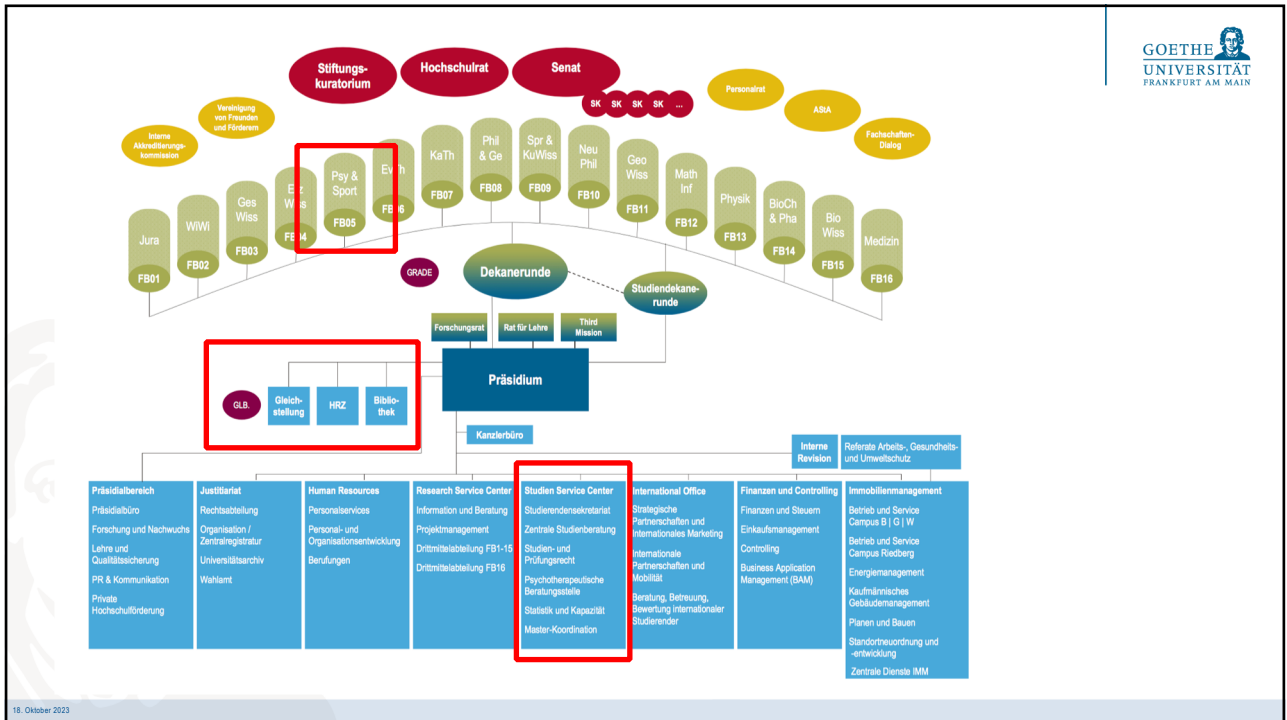 GOETHE
UNIVERSITÄT
FRANKFURT AM MAIN
Stiftungs-
kuratorium
Hochschulrat
Senat
SK SK SK SK ...
Personalrat
AStA
Fachschaften-
Dialog
Vereinigung
von Freunden
und Förderern
Interne
Akkreditierungs-
kommission
Jura
FB01
WiWi
FB02
Ges
Wiss
FB03
Erz
Wiss
FB04
Psy &
Sport
FB05
EvTh
FB06
KaTh
FB07
Phil
& Ge
FB08
Spr &
KuWiss
FB09
Neu
Phil
FB10
Geo
Wiss
FB11
Math
Inf
FB12
Physik
FB13
BioCh
& Pha
FB14
Bio
Wiss
FB15
Medizin
FB16
GRADE
Dekanerunde
Studiendekane-
runde
Forschungsrat
Rat für Lehre
Third
Mission
Präsidium
GLB.
Gleich-
stellung
HRZ
Biblio-
thek
Kanzlerbüro
Interne
Revision
Referate Arbeits-, Gesundheits-
und Umweltschutz
Präsidialbereich
Präsidialbüro
Forschung und Nachwuchs
Lehre und
Qualitätssicherung
PR & Kommunikation
Private
Hochschulförderung
Justitiariat
Rechtsabteilung
Organisation /
Zentralregistratur
Universitätsarchiv
Wahlamt
Human Resources
Personalservices
Personal- und
Organisationsentwicklung
Berufungen
Research Service Center
Information und Beratung
Projektmanagement
Drittmittelabteilung FB1-15
Drittmittelabteilung FB16
Studien Service Center
Studierendensekretariat
Zentrale Studienberatung
Studien- und
Prüfungsrecht
Psychotherapeutische
Beratungsstelle
Statistik und Kapazität
Master-Koordination
International Office
Strategische
Partnerschaften und
Internationales Marketing
Internationale
Partnerschaften und
Mobilität
Beratung, Betreuung,
Bewertung internationaler
Studierender
Finanzen und Controlling
Finanzen und Steuern
Einkaufsmanagement
Controlling
Business Application
Management (BAM)
Immobilienmanagement
Betrieb und Service
Campus B | G | W
Betrieb und Service
Campus Riedberg
Energiemanagement
Kaufmännisches
Gebäudemanagement
Planen und Bauen
Standortneuordnung und
-entwicklung
Zentrale Dienste IMM
18. Oktober 2023